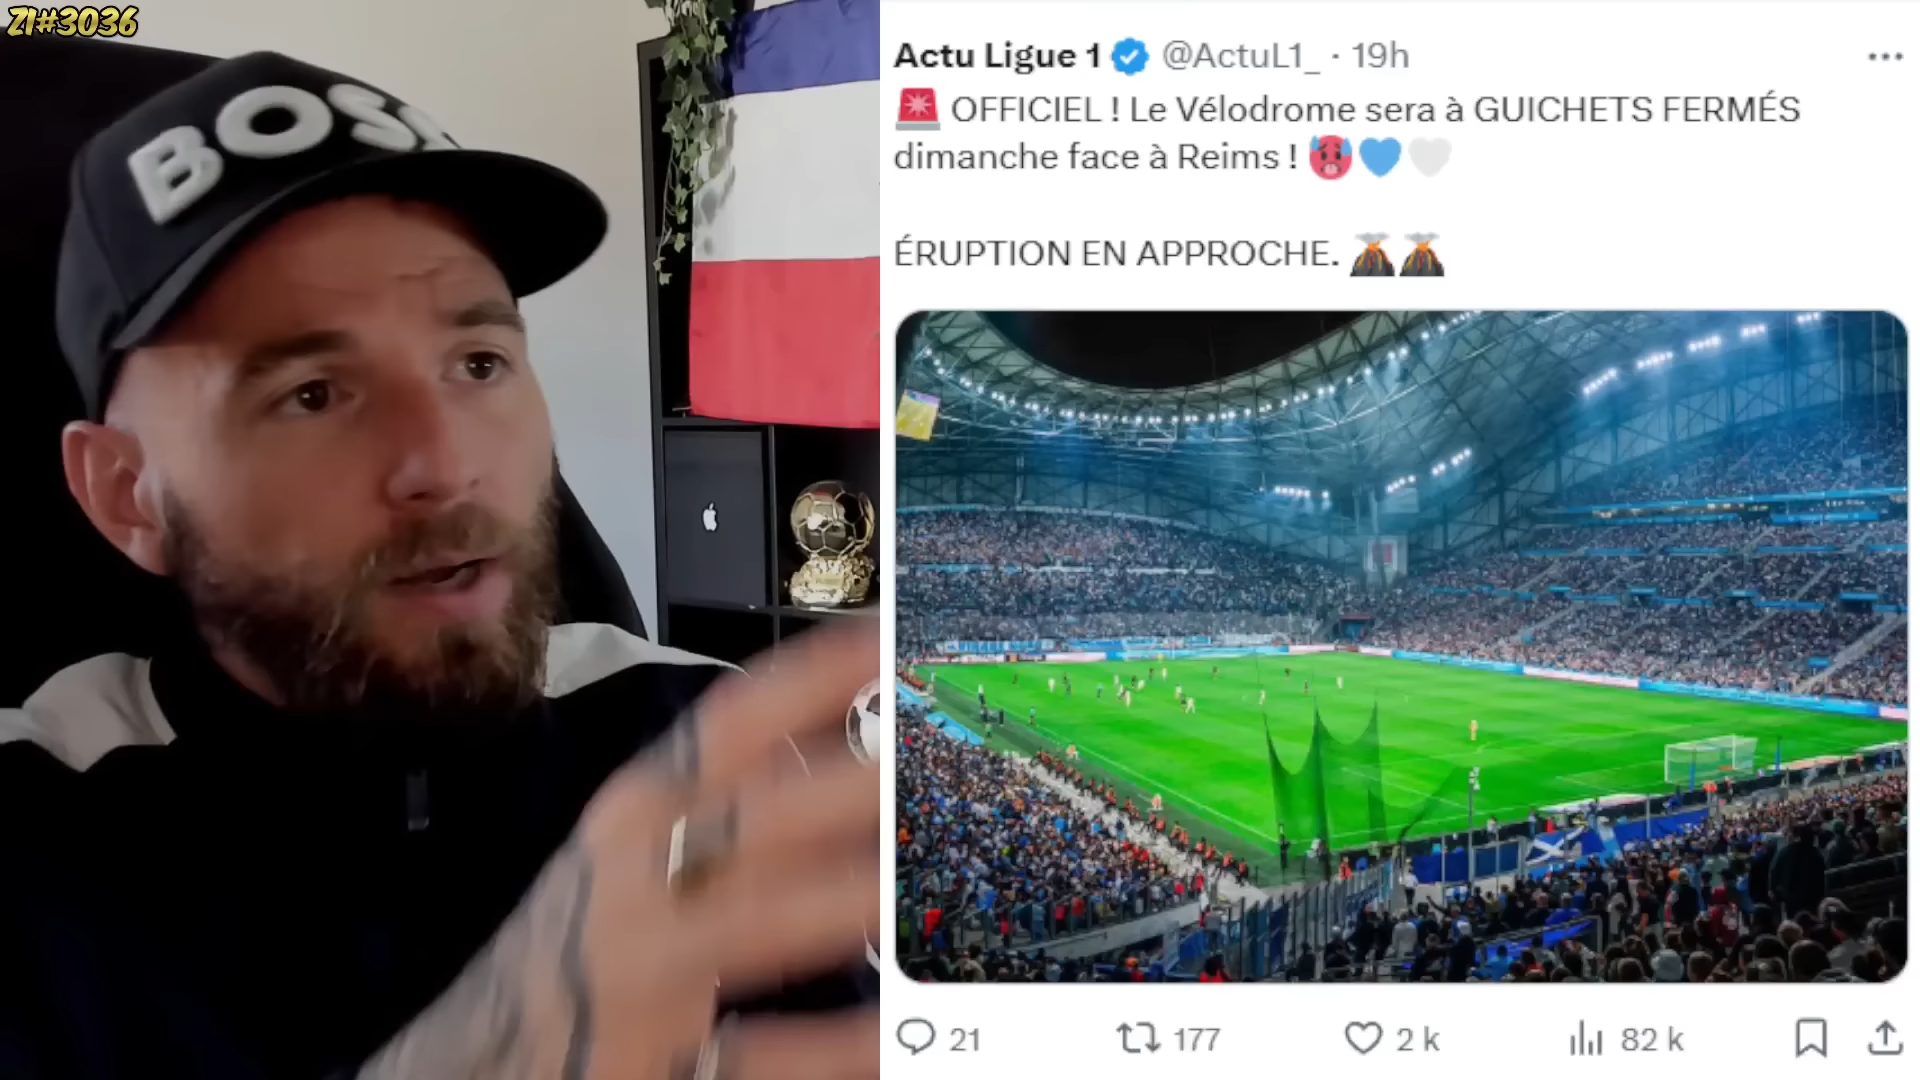 ZI#3036
BOSS
Actu Ligue 1 @ActuL1_ · 19h
OFFICIEL ! Le Vélodrome sera à GUICHETS FERMÉS
dimanche face à Reims !
ÉRUPTION EN APPROCHE.
21 177 2 k 82 k